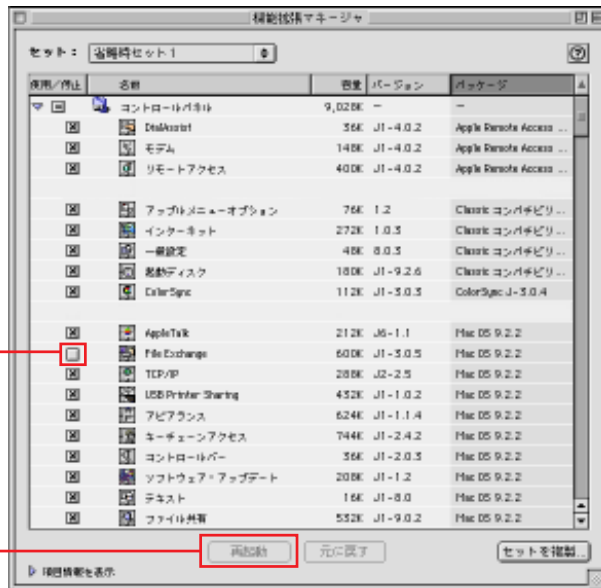 機能拡張マネージャ
セット： 省略時セット1
使用／停止 名前 容量 バージョン パッケージ
コントロールパネル 9,028K – –
DialAssist 36K J1-4.0.2 Apple Remote Access ...
モデム 148K J1-4.0.2 Apple Remote Access ...
リモートアクセス 400K J1-4.0.2 Apple Remote Access ...
アップルメニューオプション 76K 1.2 Classic コンパチビリ...
インターネット 272K 1.0.3 Classic コンパチビリ...
一般設定 48K 8.0.3 Classic コンパチビリ...
起動ディスク 180K J1-9.2.6 Classic コンパチビリ...
ColorSync 112K J1-3.0.3 ColorSync J-3.0.4
AppleTalk 212K J6-1.1 Mac OS 9.2.2
File Exchange 600K J1-3.0.5 Mac OS 9.2.2
TCP/IP 288K J2-2.5 Mac OS 9.2.2
USB Printer Sharing 432K J1-1.0.2 Mac OS 9.2.2
アピアランス 624K J1-1.1.4 Mac OS 9.2.2
キーチェーンアクセス 744K J1-2.4.2 Mac OS 9.2.2
コントロールバー 36K J1-2.0.3 Mac OS 9.2.2
ソフトウェア・アップデート 208K J1-1.2 Mac OS 9.2.2
テキスト 16K J1-8.0 Mac OS 9.2.2
ファイル共有 532K J1-9.0.2 Mac OS 9.2.2
再起動 元に戻す セットを複製...
項目情報を表示